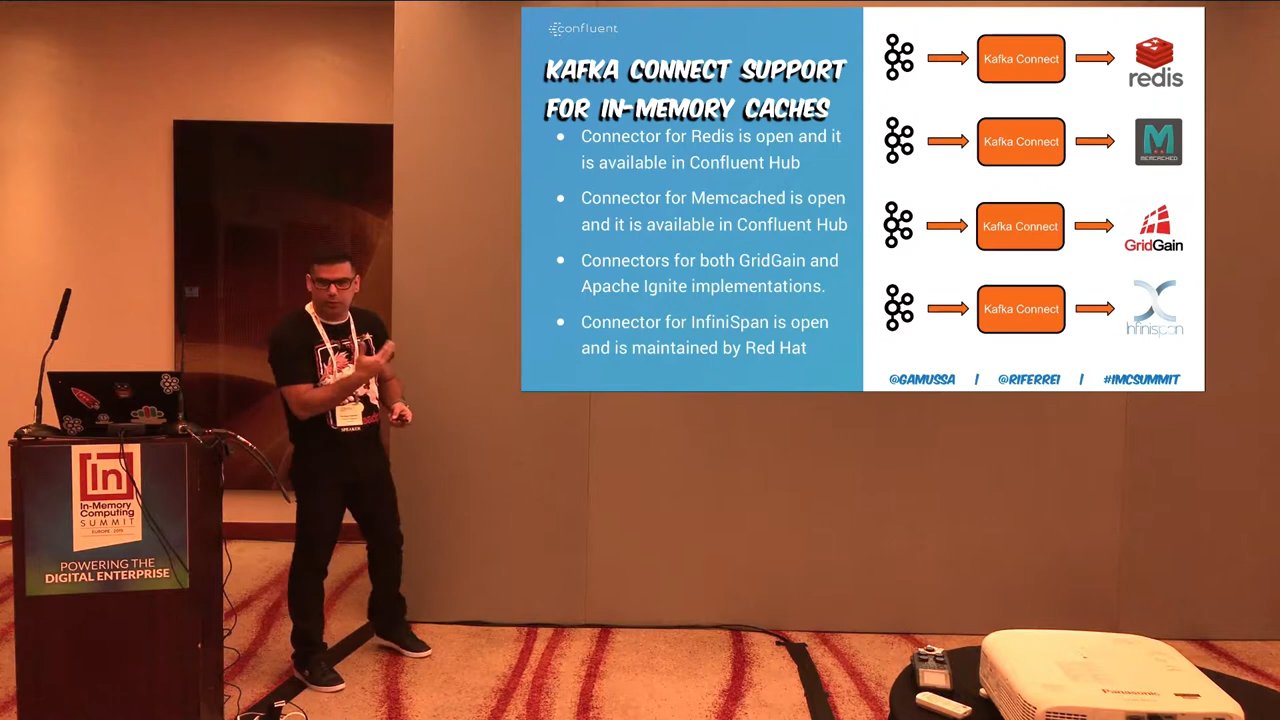 confluent
KAFKA CONNECT SUPPORT
FOR IN-MEMORY CACHES
• Connector for Redis is open and it
is available in Confluent Hub
• Connector for Memcached is open
and it is available in Confluent Hub
• Connectors for both GridGain and
Apache Ignite implementations.
• Connector for InfiniSpan is open
and is maintained by Red Hat
Kafka Connect
redis
Kafka Connect
MEMCACHED
Kafka Connect
GridGain
Kafka Connect
Infinispan
@GAMUSSA | @RIFERREI | #IMCSUMMIT
In
In-Memory
Computing
SUMMIT
POWERING THE
DIGITAL ENTERPRISE
SPEAKER
Panasonic